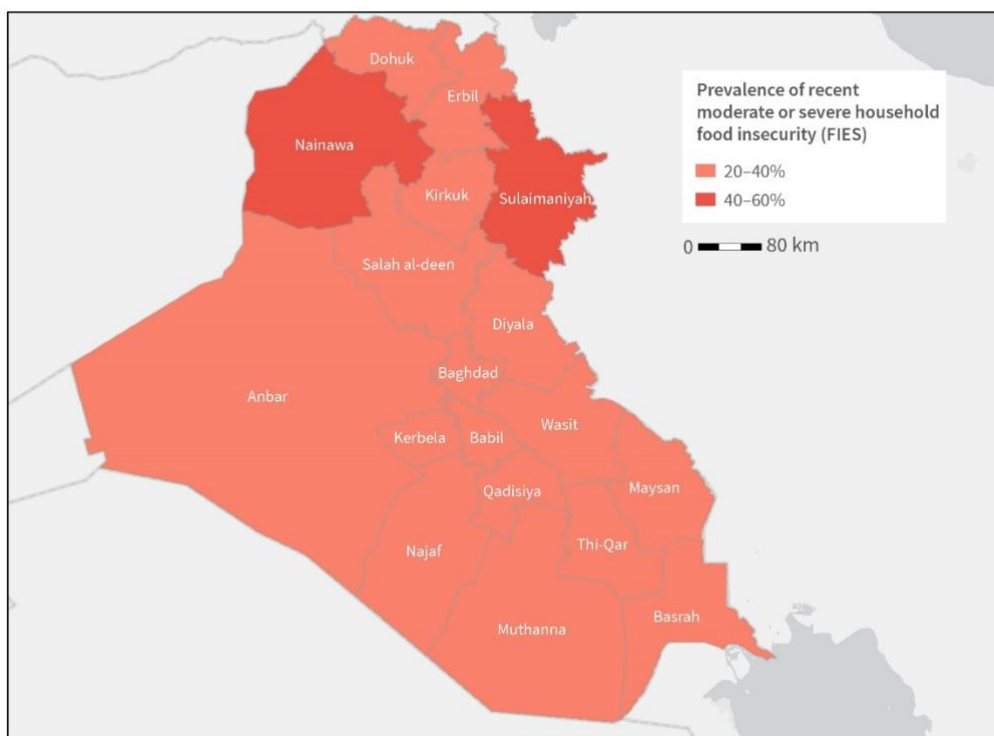 Dohuk
Erbil
Prevalence of recent
moderate or severe household
food insecurity (FIES)
20–40%
40–60%
0 80 km
Nainawa
Kirkuk
Sulaimaniyah
Salah al-deen
Diyala
Baghdad
Anbar
Wasit
Kerbela
Babil
Qadisiya
Maysan
Najaf
Thi-Qar
Muthanna
Basrah